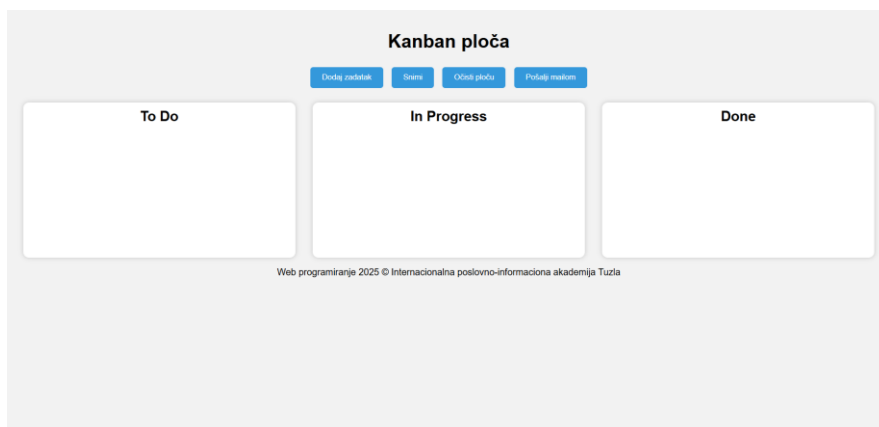 Kanban ploča
Dodaj zadatak Snimi Očisti ploču Pošalji mailom
To Do In Progress Done
Web programiranje 2025 © Internacionalna poslovno-informaciona akademija Tuzla